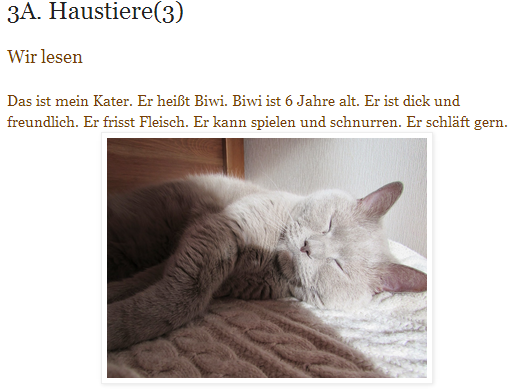 3A. Haustiere(3)
Wir lesen
Das ist mein Kater. Er heißt Biwi. Biwi ist 6 Jahre alt. Er ist dick und
freundlich. Er frisst Fleisch. Er kann spielen und schnurren. Er schläft gern.